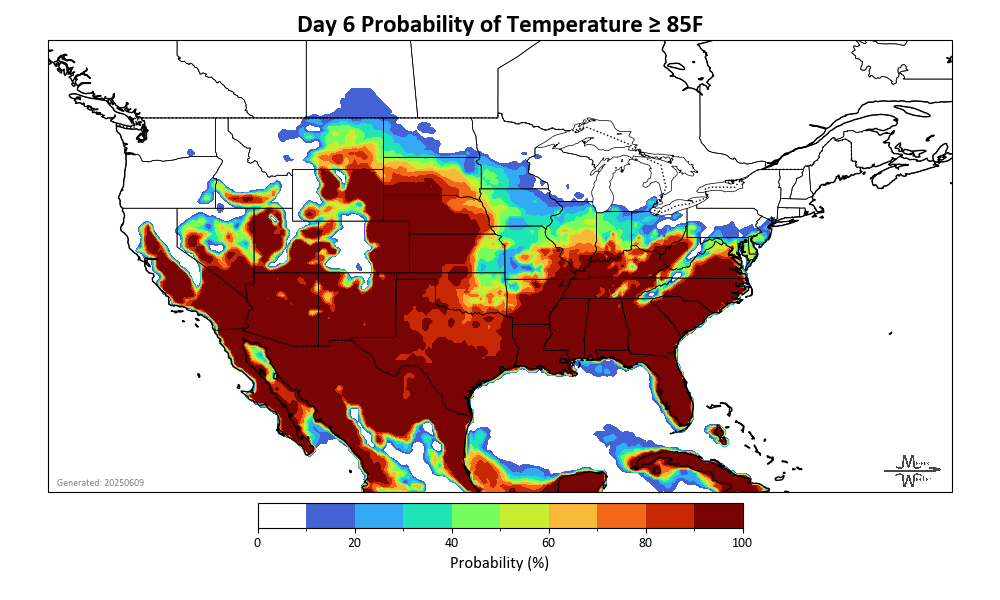 Day 6 Probability of Temperature ≥ 85F
Generated: 20250609
0 20 40 60 80 100
Probability (%)